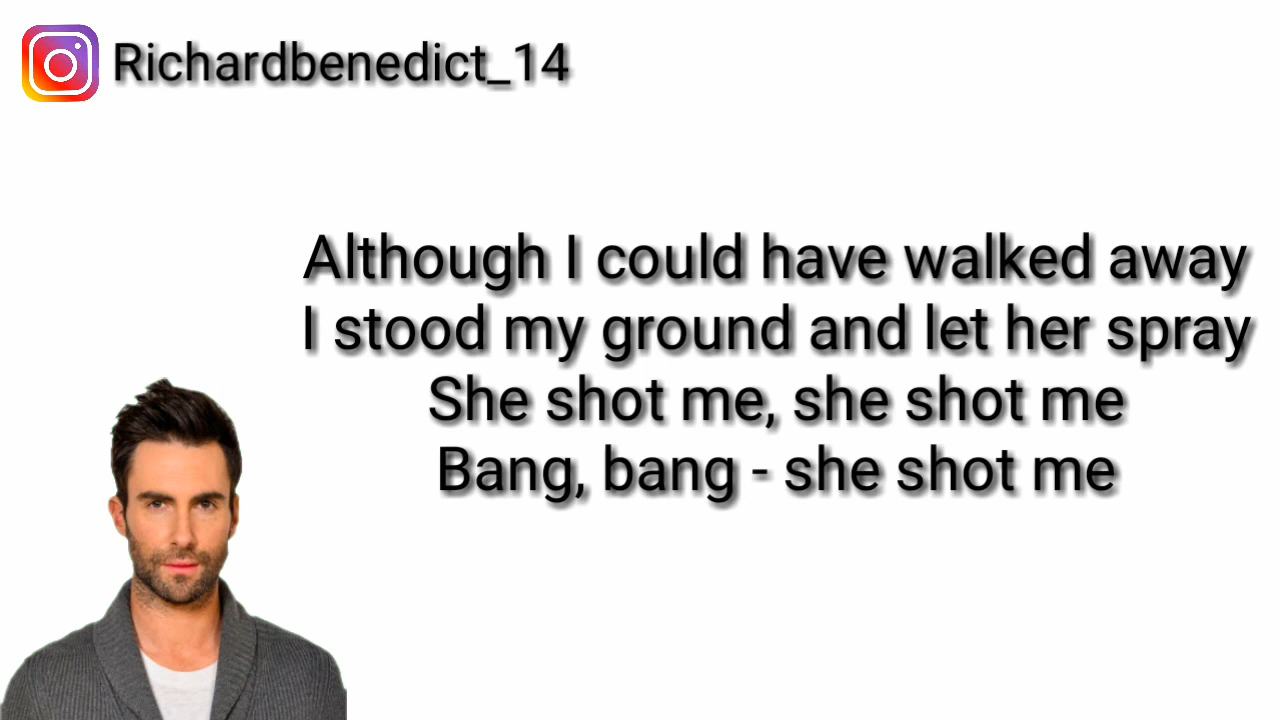 Richardbenedict_14
Although I could have walked away
I stood my ground and let her spray
She shot me, she shot me
Bang, bang - she shot me